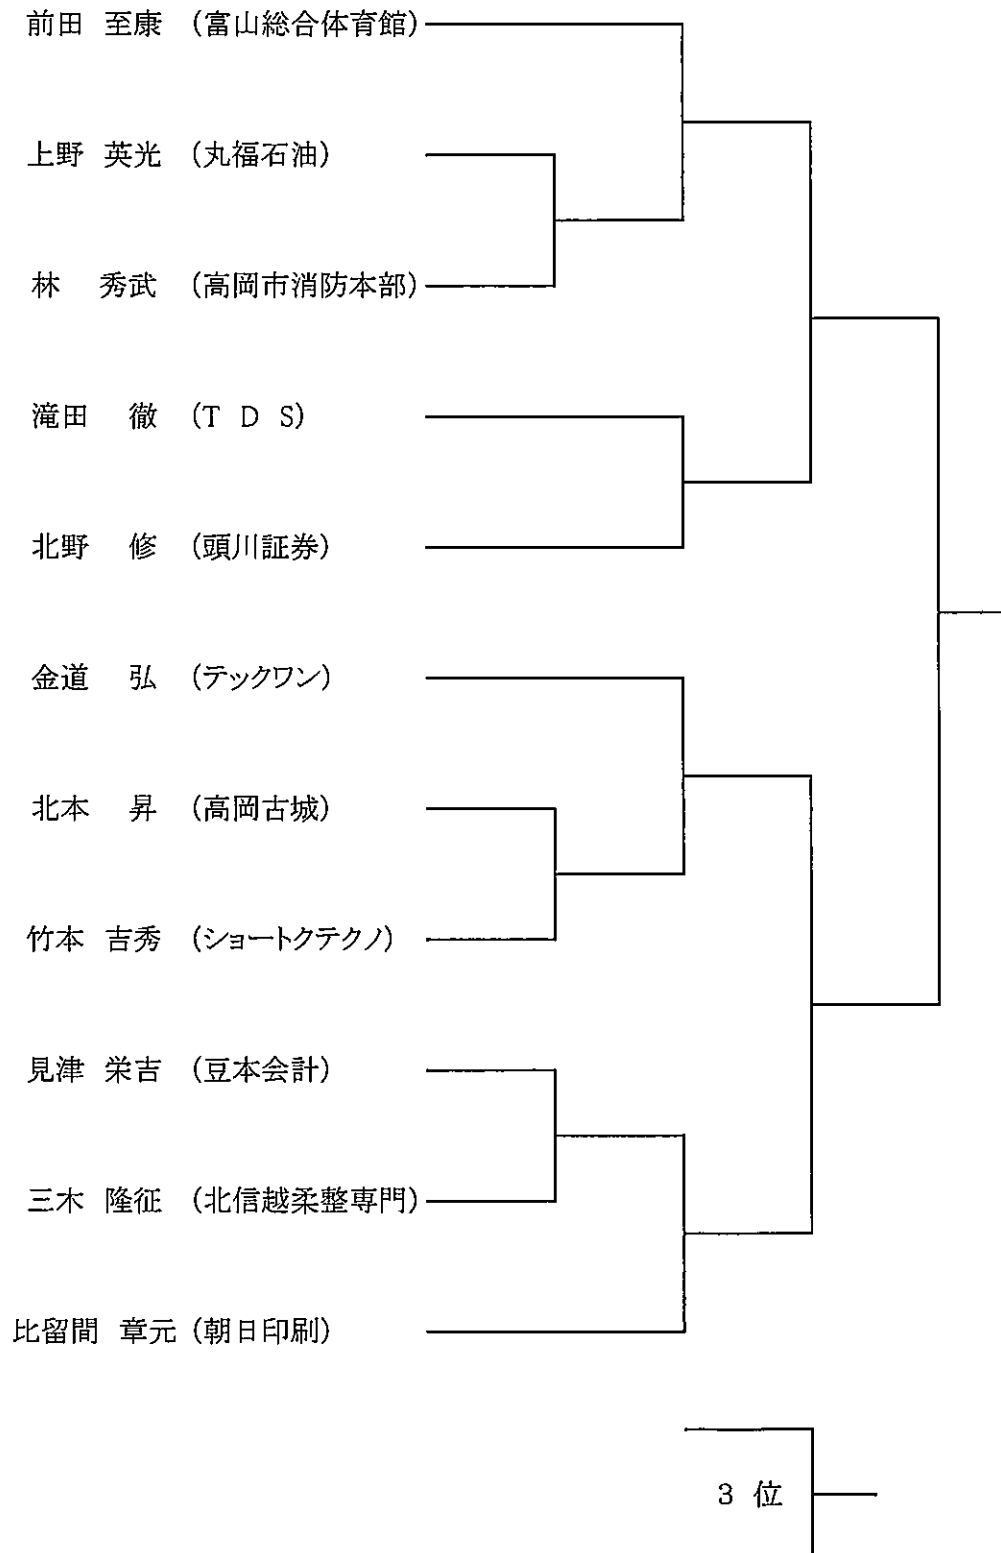 前田 至康 (富山総合体育館)
上野 英光 (丸福石油)
林 秀武 (高岡市消防本部)
滝田 徹 (T D S)
北野 修 (頭川証券)
金道 弘 (テックワン)
北本 昇 (高岡古城)
竹本 吉秀 (ショートクテクノ)
見津 栄吉 (豆本会計)
三木 隆征 (北信越柔整専門)
比留間 章元 (朝日印刷)
3 位